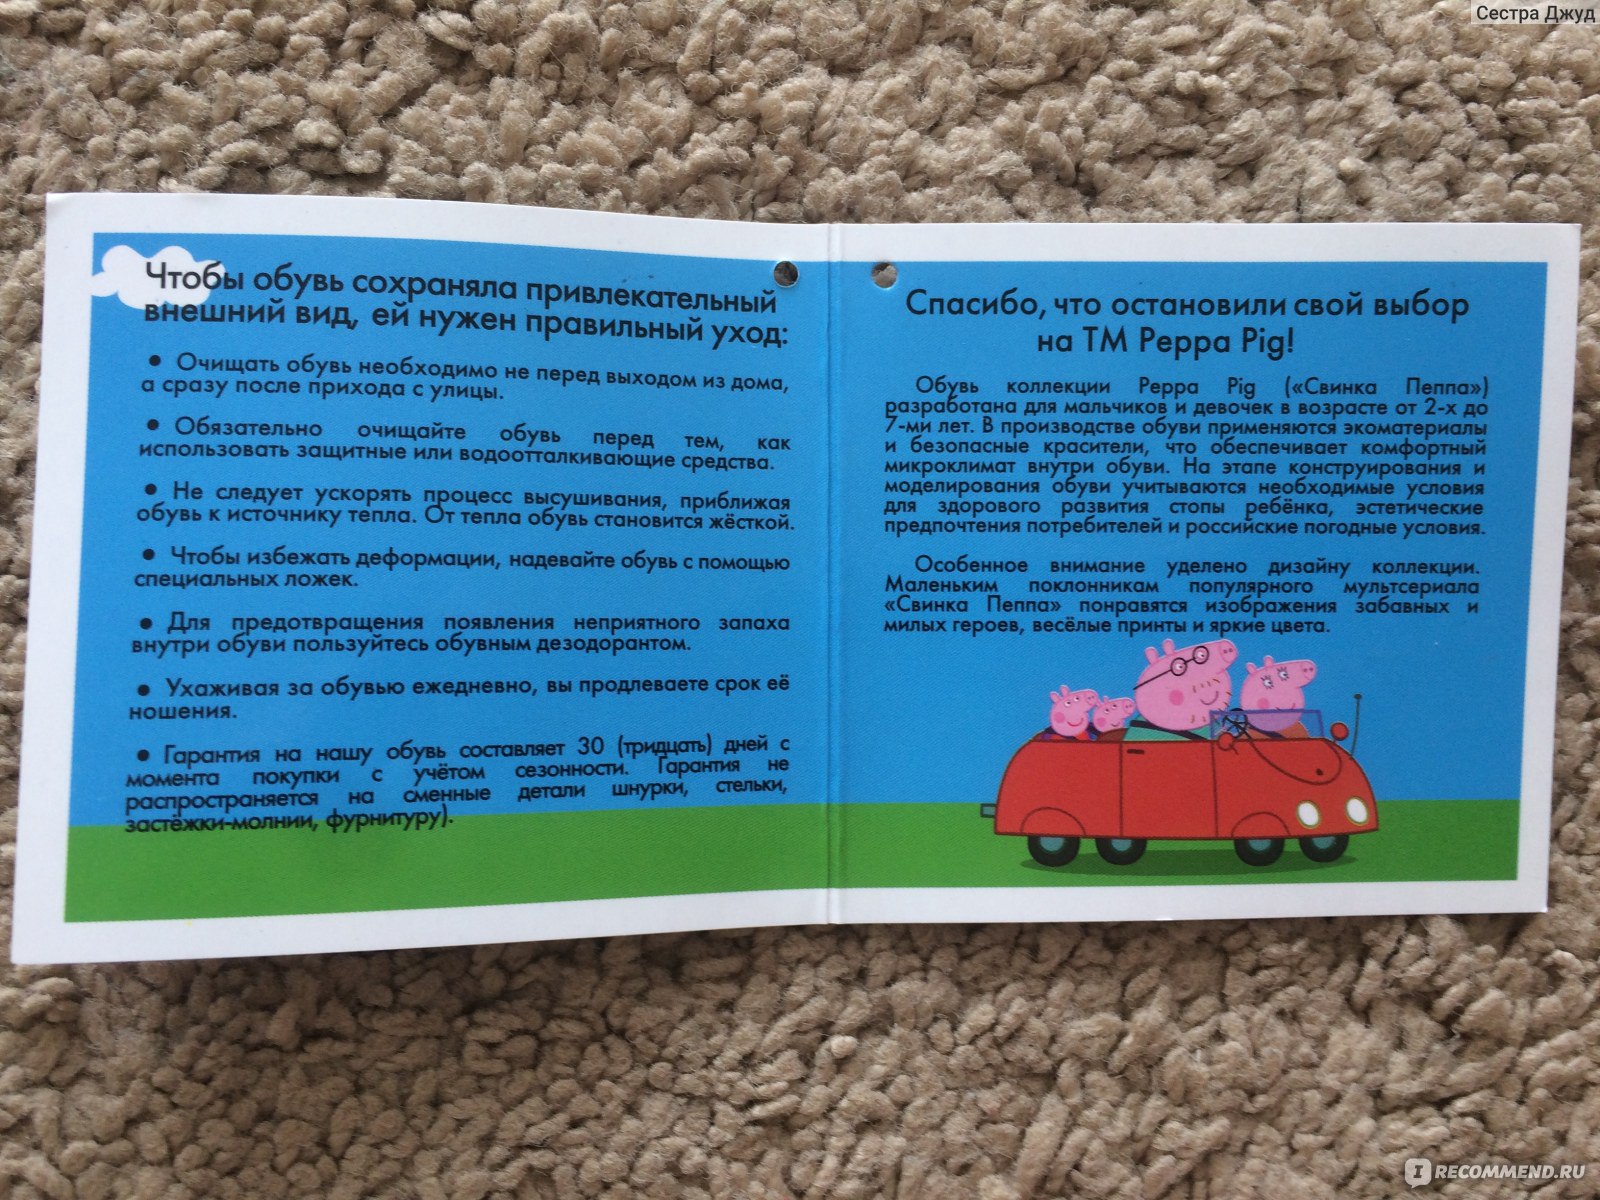 Сестра Джуд
Чтобы обувь сохраняла привлекательный
внешний вид, ей нужен правильный уход:
• Очищать обувь необходимо не перед выходом из дома,
а сразу после прихода с улицы.
• Обязательно очищайте обувь перед тем, как
использовать защитные или водоотталкивающие средства.
• Не следует ускорять процесс высушивания, приближая
обувь к источнику тепла. От тепла обувь становится жёсткой.
• Чтобы избежать деформации, надевайте обувь с помощью
специальных ложек.
• Для предотвращения появления неприятного запаха
внутри обуви пользуйтесь обувным дезодорантом.
• Ухаживая за обувью ежедневно, вы продлеваете срок её
ношения.
• Гарантия на нашу обувь составляет 30 (тридцать) дней с
момента покупки с учётом сезонности. Гарантия не
распространяется на сменные детали шнурки, стельки,
застёжки-молнии, фурнитуру).
Спасибо, что остановили свой выбор
на ТМ Peppa Pig!
Обувь коллекции Peppa Pig («Свинка Пеппа»)
разработана для мальчиков и девочек в возрасте от 2-х до
7-ми лет. В производстве обуви применяются экоматериалы
и безопасные красители, что обеспечивает комфортный
микроклимат внутри обуви. На этапе конструирования и
моделирования обуви учитываются необходимые условия
для здорового развития стопы ребёнка, эстетические
предпочтения потребителей и российские погодные условия.
Особенное внимание уделено дизайну коллекции.
Маленьким поклонникам популярного мультсериала
«Свинка Пеппа» понравятся изображения забавных и
милых героев, весёлые принты и яркие цвета.
IRECOMMEND.RU